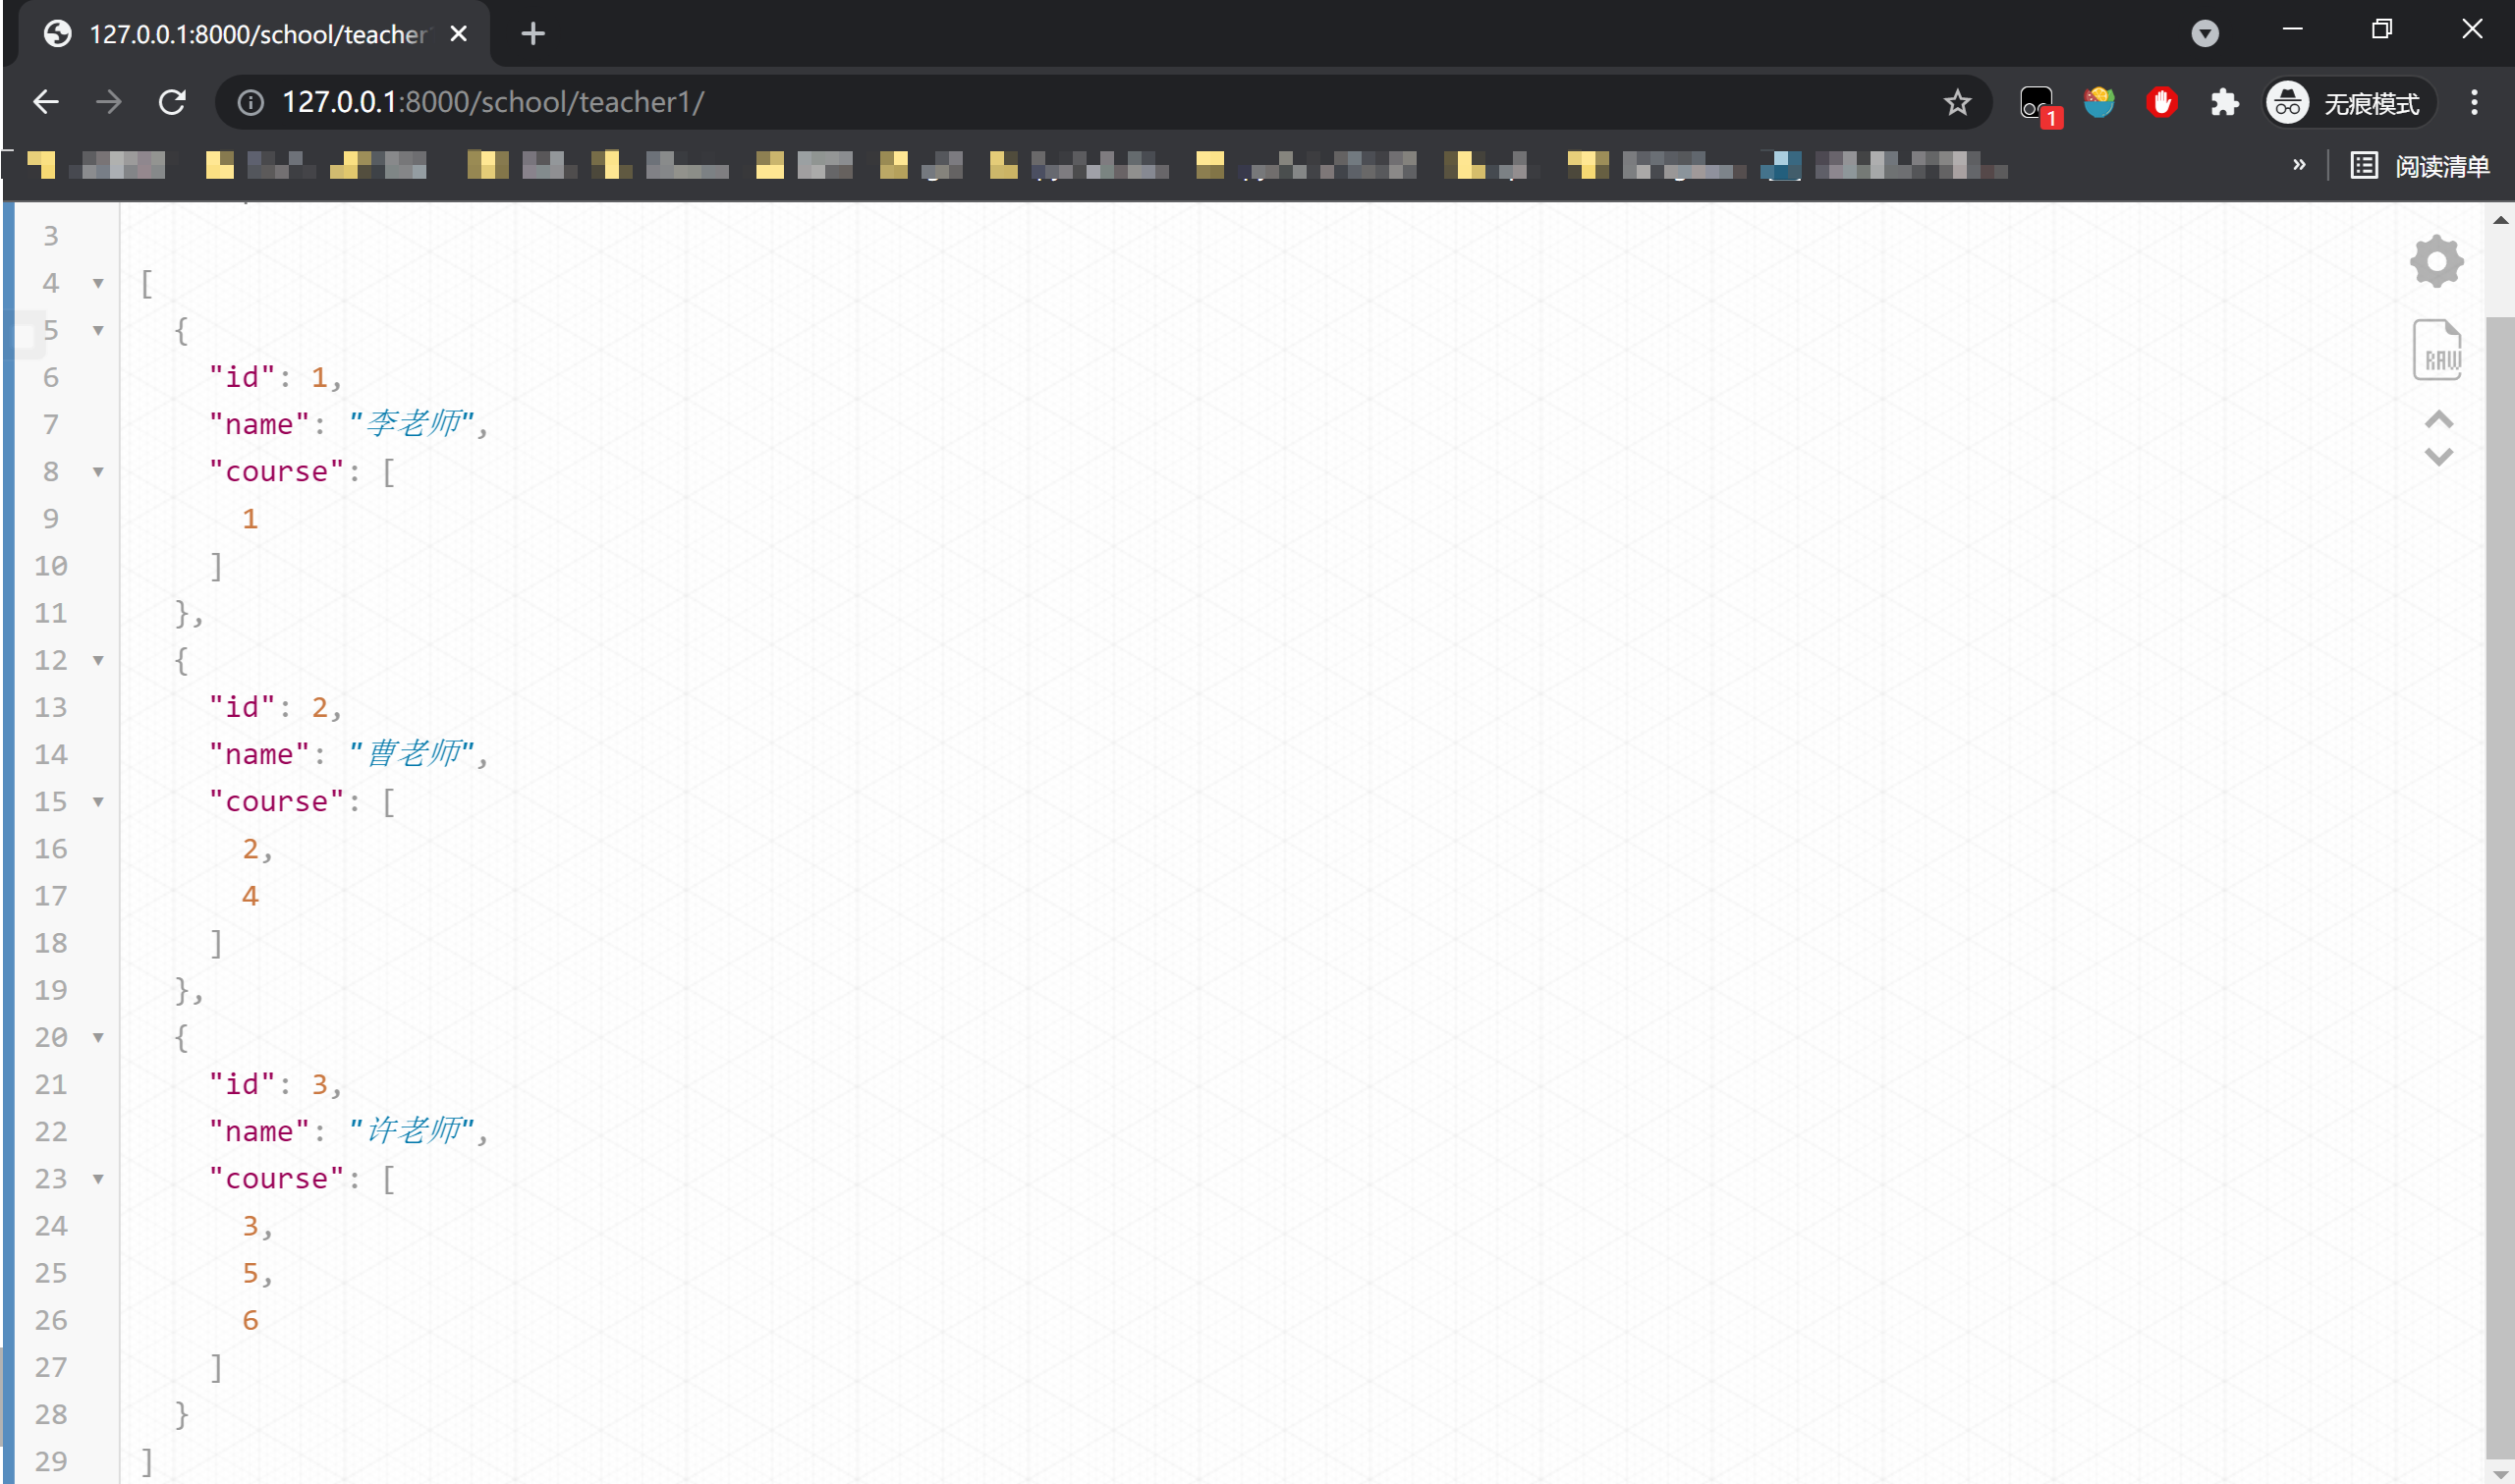 127.0.0.1:8000/school/teacher
127.0.0.1:8000/school/teacher1/
1
无痕模式
» 阅读清单
3
4 [
5 {
6 "id": 1,
7 "name": "李老师",
8 "course": [
9 1
10 ]
11 },
12 {
13 "id": 2,
14 "name": "曹老师",
15 "course": [
16 2,
17 4
18 ]
19 },
20 {
21 "id": 3,
22 "name": "许老师",
23 "course": [
24 3,
25 5,
26 6
27 ]
28 }
29 ]
RAW